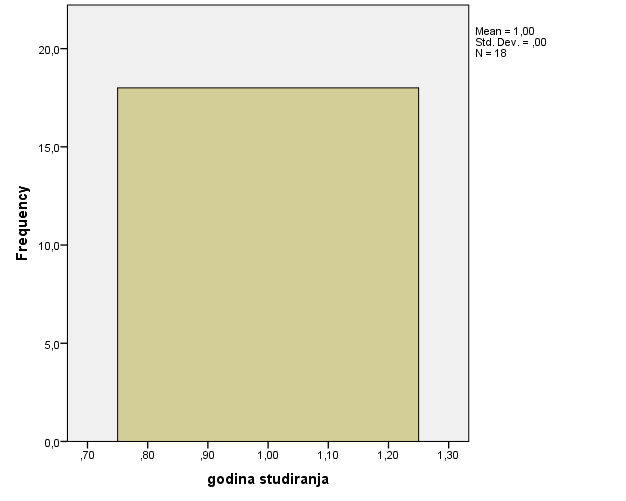 Mean = 1,00
Std. Dev. = ,00
N = 18
Frequency
20,0
15,0
10,0
5,0
0,0
,70 ,80 ,90 1,00 1,10 1,20 1,30
godina studiranja